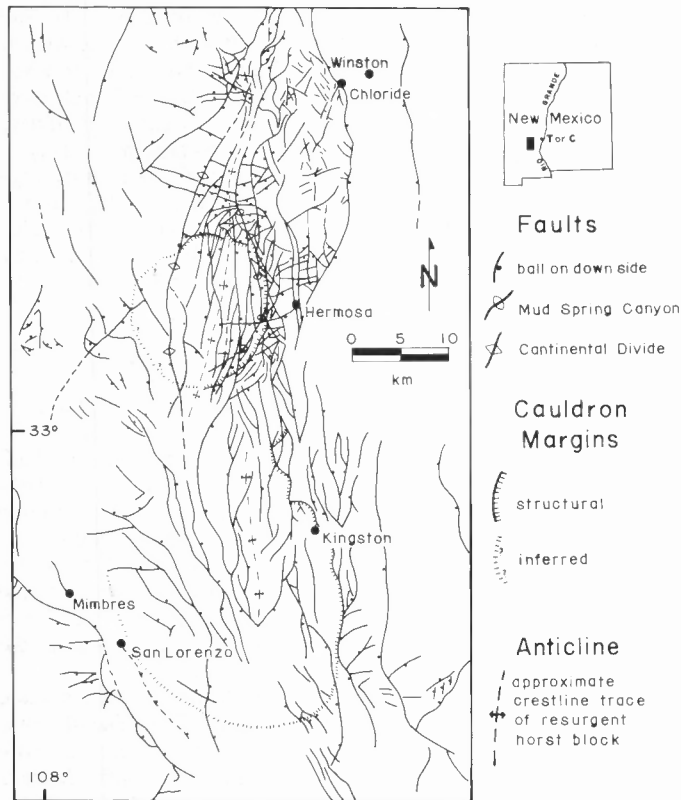 Winston
Chloride
Hermosa
N
0 5 10
km
33°
Kingston
Mimbres
San Lorenzo
108°
New Mexico
T or C
RIO
GRANDE
Faults
ball on down side
Mud Spring Canyon
Cantinental Divide
Cauldron
Margins
structural
inferred
Anticline
approximate
crestline trace
of resurgent
horst block